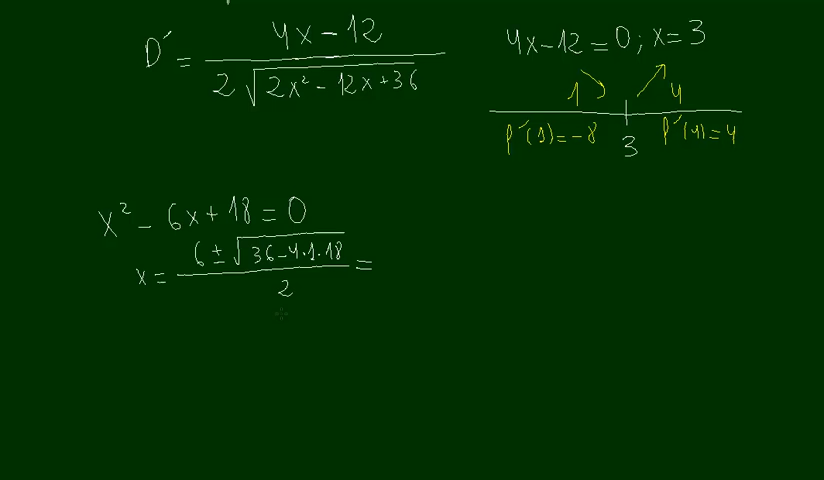 D´ = (4x - 12) / (2√(2x² - 12x + 36))
4x - 12 = 0; x = 3
1 4
f´(1) = -8 3 f´(4) = 4
x² - 6x + 18 = 0
x = (6 ± √(36 - 4·1·18)) / 2 =